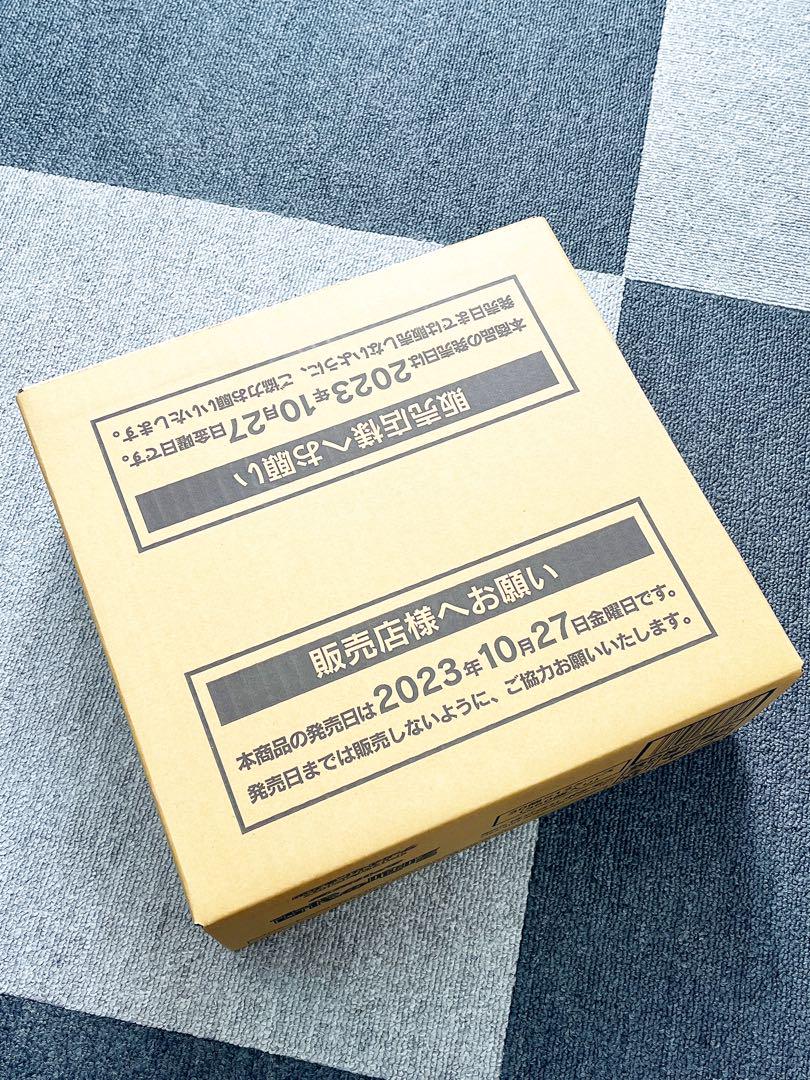 販売店様へお願い
本商品の発売日は2023年10月27日金曜日です。
発売日までは販売しないように、ご協力お願いいたします。
販売店様へお願い
本商品の発売日は2023年10月27日金曜日です。
発売日までは販売しないように、ご協力お願いいたします。